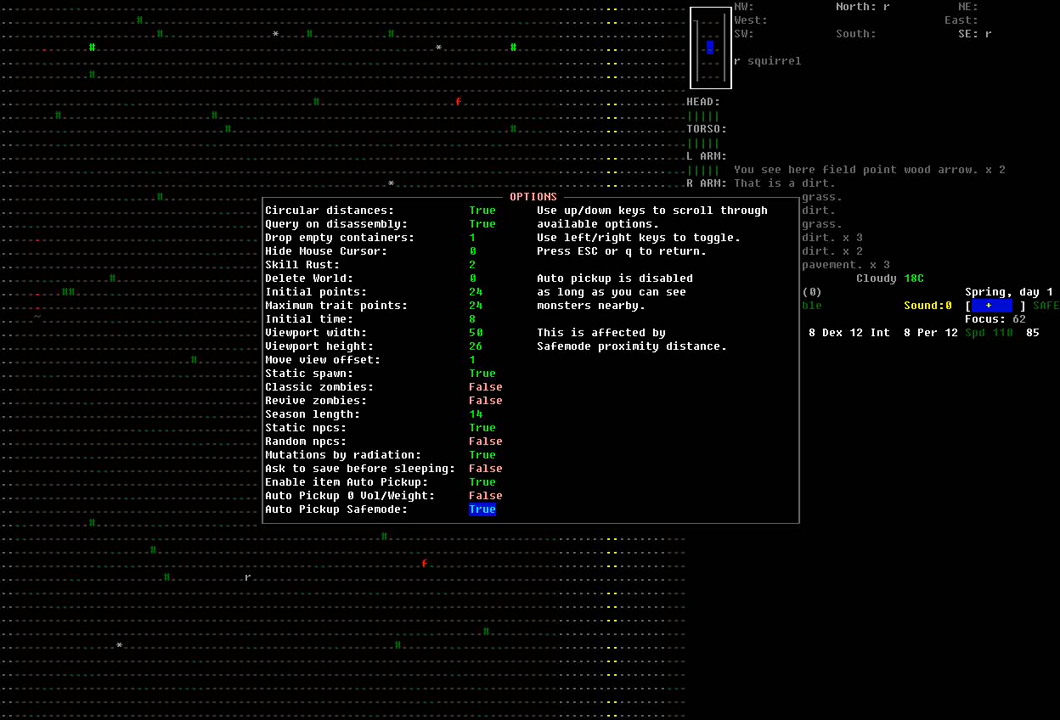 NW: North: r NE:
West: East:
SW: South: SE: r
r squirrel
HEAD:
|||||
TORSO:
|||||
L ARM:
||||| You see here field point wood arrow. x 2
R ARM: That is a dirt.
OPTIONS
grass.
dirt.
grass.
dirt. x 3
dirt. x 2
pavement. x 3
Cloudy 18C
(0) Spring, day 1
ble Sound:0 [ + ] SAFE
Focus: 62
8 Dex 12 Int 8 Per 12 Spd 110 85
Circular distances: True
Query on disassembly: True
Drop empty containers: 1
Hide Mouse Cursor: 0
Skill Rust: 2
Delete World: 0
Initial points: 24
Maximum trait points: 24
Initial time: 8
Viewport width: 50
Viewport height: 26
Move view offset: 1
Static spawn: True
Classic zombies: False
Revive zombies: False
Season length: 14
Static npcs: True
Random npcs: False
Mutations by radiation: True
Ask to save before sleeping: False
Enable item Auto Pickup: True
Auto Pickup 0 Vol/Weight: False
Auto Pickup Safemode: True
Use up/down keys to scroll through
available options.
Use left/right keys to toggle.
Press ESC or q to return.
Auto pickup is disabled
as long as you can see
monsters nearby.
This is affected by
Safemode proximity distance.